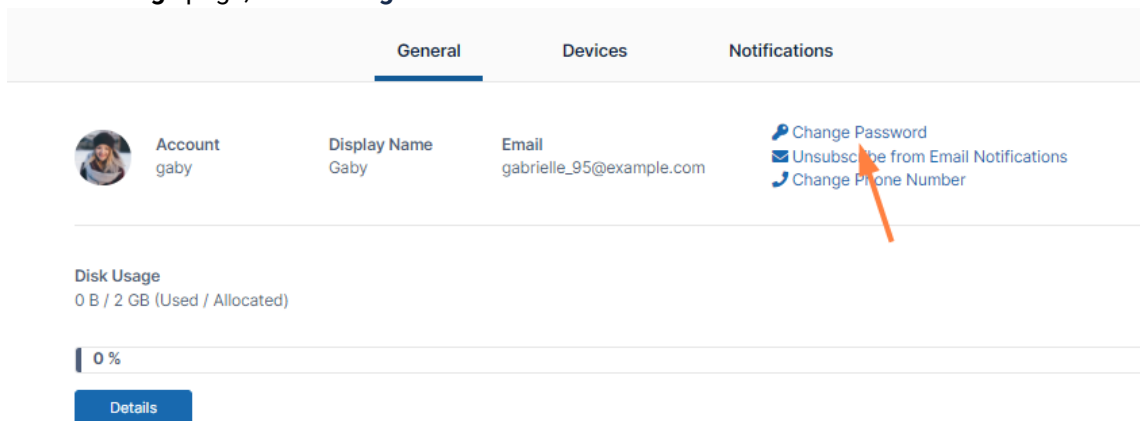 General Devices Notifications
Account Display Name Email Change Password
gaby Gaby gabrielle_95@example.com Unsubscribe from Email Notifications
Change Phone Number
Disk Usage
0 B / 2 GB (Used / Allocated)
0 %
Details